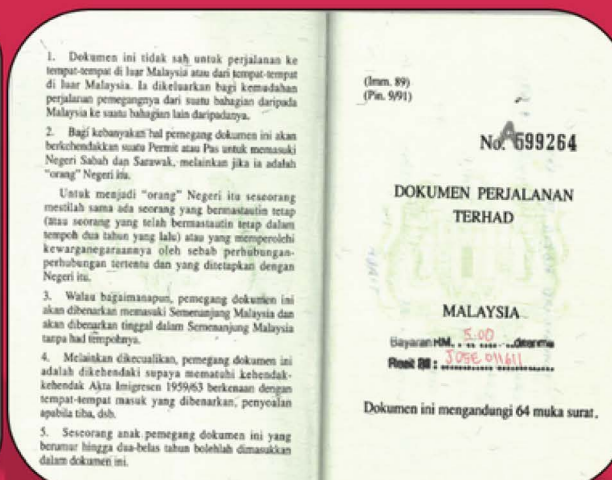 1. Dokumen ini tidak sah untuk perjalanan ke
tempat-tempat di luar Malaysia atau dari tempat-tempat
di luar Malaysia. Ia dikeluarkan bagi kemudahan
perjalanan pemegangnya dari suatu bahagian daripada
Malaysia ke suatu bahagian lain daripadanya.
2. Bagi kebanyakan hal pemegang dokumen ini akan
berkehendakkan suatu Permit atau Pas untuk memasuki
Negeri Sabah dan Sarawak, melainkan jika ia adalah
"orang" Negeri itu.
Untuk menjadi "orang" Negeri itu seseorang
mestilah sama ada seorang yang bermastautin tetap
(atau seorang yang telah bermastautin tetap dalam
tempoh dua tahun yang lalu) atau yang memperolehi
kewarganegaraannya oleh sebab perhubungan-
perhubungan tertentu dan yang ditetapkan dengan
Negeri itu.
3. Walau bagaimanapun, pemegang dokumen ini
akan dibenarkan memasuki Semenanjung Malaysia dan
akan dibenarkan tinggal dalam Semenanjung Malaysia
tanpa had tempohnya.
4. Melainkan dikecualikan, pemegang dokumen ini
adalah dikehendaki supaya mematuhi kehendak-
kehendak Akta Imigresen 1959/63 berkenaan dengan
tempat-tempat masuk yang dibenarkan, penyoalan
apabila tiba, dsb.
5. Seseorang anak pemegang dokumen ini yang
berumur hingga dua-belas tahun bolehlah dimasukkan
dalam dokumen ini.
(Imm. 89)
(Pin. 9/91)
No. A 599264
DOKUMEN PERJALANAN
TERHAD
MALAYSIA
Bayaran RM. 5.00 diterima
Resit Bil : JOSE 011611
Dokumen ini mengandungi 64 muka surat.